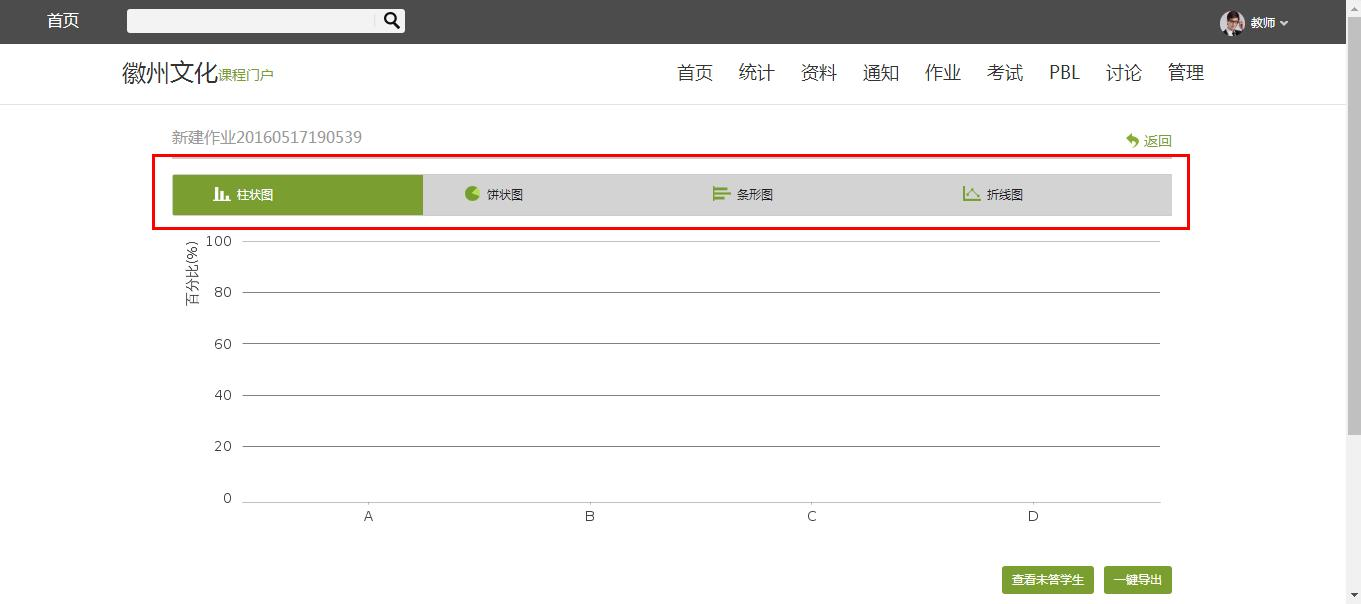 首页
教师
徽州文化课程门户
首页 统计 资料 通知 作业 考试 PBL 讨论 管理
新建作业20160517190539
返回
柱状图 饼状图 条形图 折线图
百分比(%)
100
80
60
40
20
0
A B C D
查看未答学生 一键导出